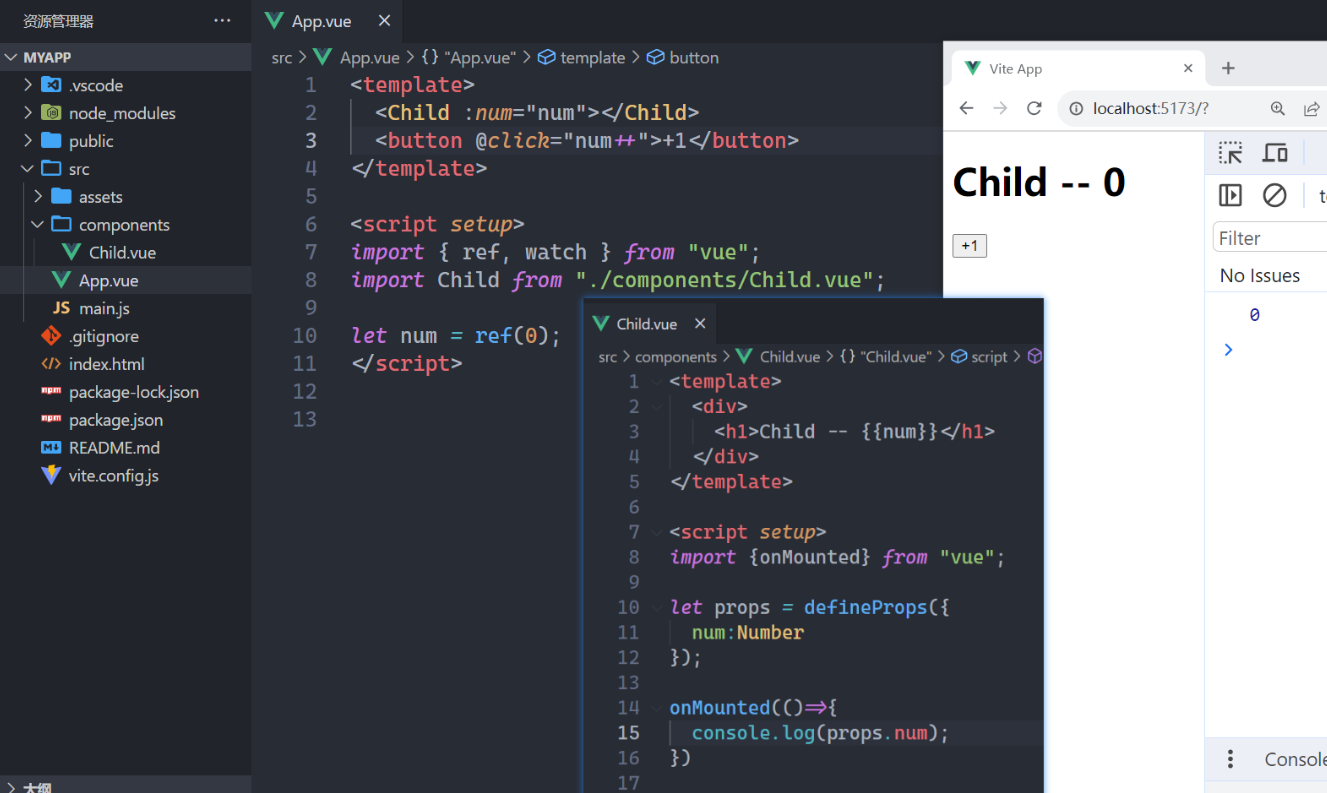 资源管理器 ···
MYAPP
.vscode
node_modules
public
src
assets
components
Child.vue
App.vue
main.js
.gitignore
index.html
package-lock.json
package.json
README.md
vite.config.js
大纲
App.vue ×
src > App.vue > {} "App.vue" > template > button
1 <template>
2 <Child :num="num"></Child>
3 <button @click="num++">+1</button>
4 </template>
5
6 <script setup>
7 import { ref, watch } from "vue";
8 import Child from "./components/Child.vue";
9
10 let num = ref(0);
11 </script>
12
13
Child.vue ×
src > components > Child.vue > {} "Child.vue" > script >
1 <template>
2 <div>
3 <h1>Child -- {{num}}</h1>
4 </div>
5 </template>
6
7 <script setup>
8 import {onMounted} from "vue";
9
10 let props = defineProps({
11 num:Number
12 });
13
14 onMounted(()=>{
15 console.log(props.num);
16 })
17
Vite App ×
localhost:5173/?
Child -- 0
+1
Filter
No Issues
0
Console